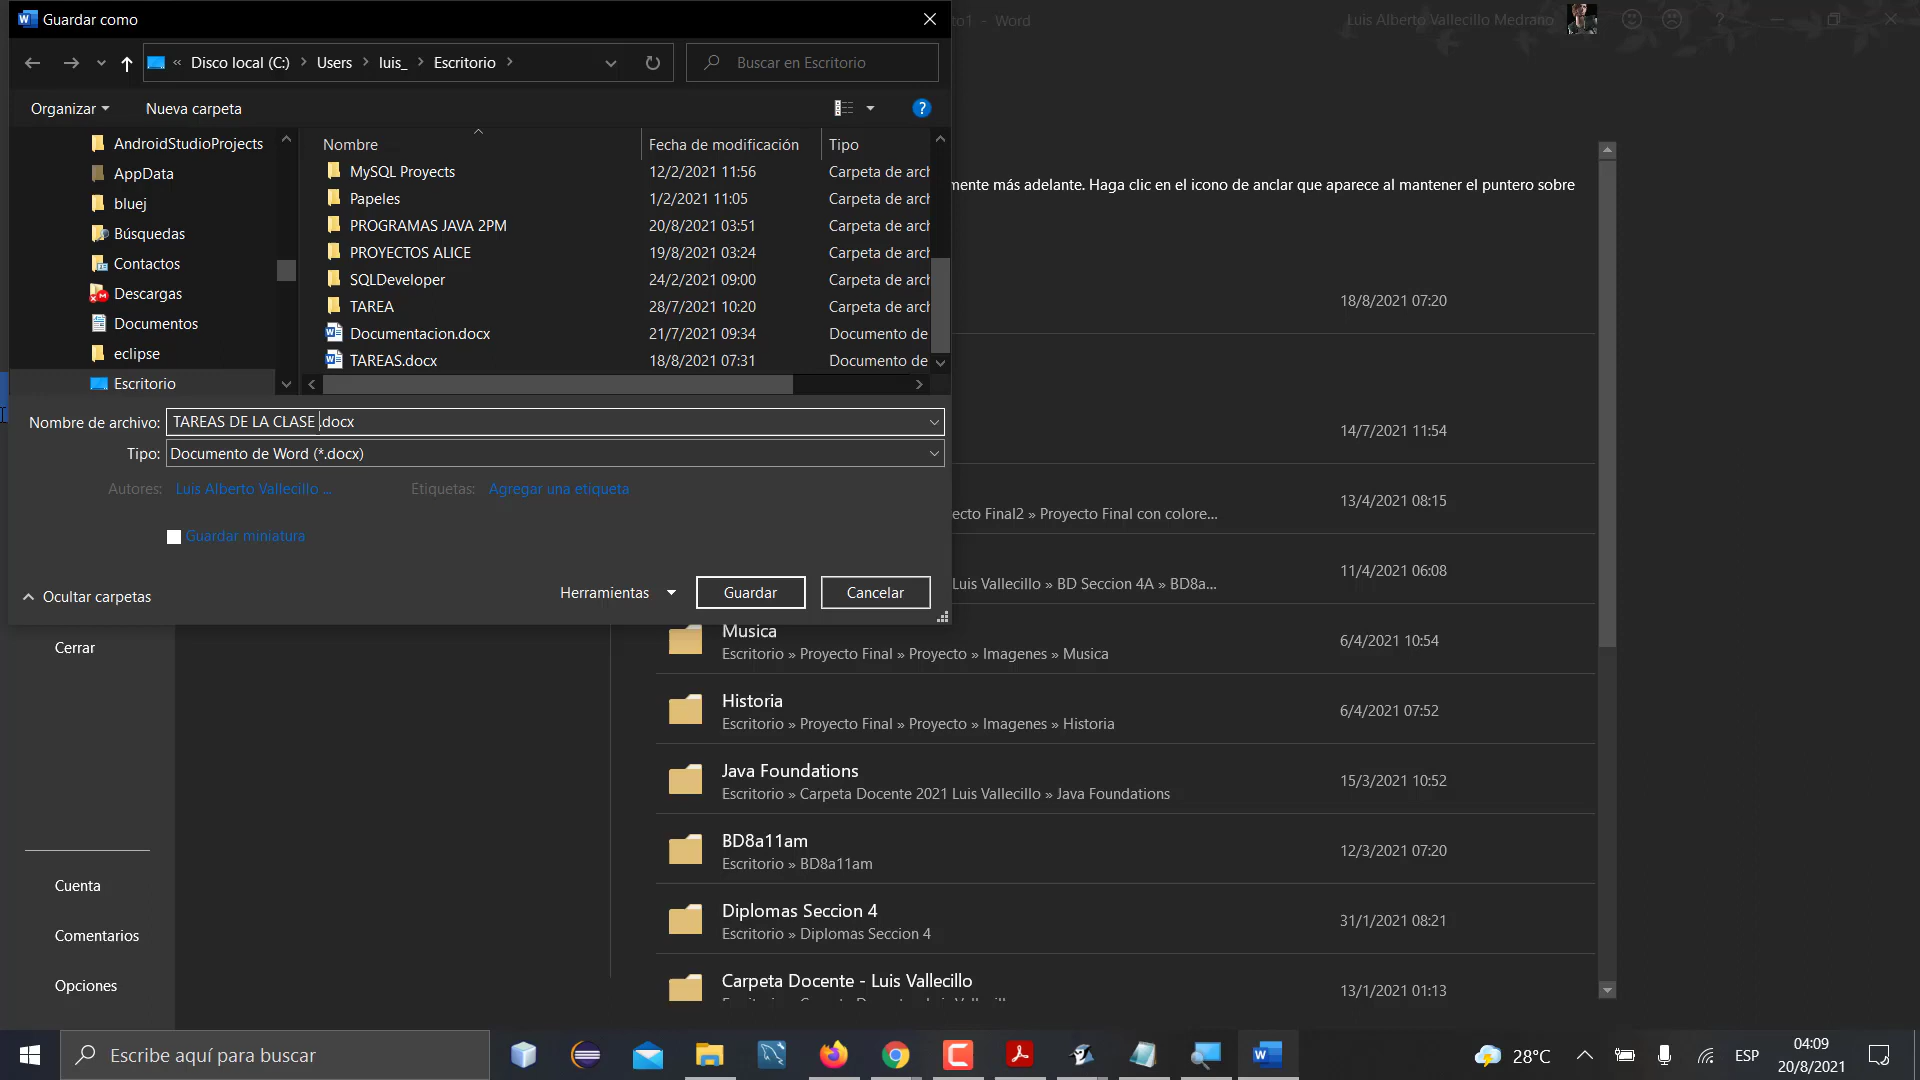 Guardar como
to1 - Word
Luis Alberto Vallecillo Medrano
« Disco local (C:) > Users > luis_ > Escritorio >
Buscar en Escritorio
Organizar
Nueva carpeta
AndroidStudioProjects
AppData
bluej
Búsquedas
Contactos
Descargas
Documentos
eclipse
Escritorio
Nombre Fecha de modificación Tipo
MySQL Proyects 12/2/2021 11:56 Carpeta de arch
Papeles 1/2/2021 11:05 Carpeta de arch
PROGRAMAS JAVA 2PM 20/8/2021 03:51 Carpeta de arch
PROYECTOS ALICE 19/8/2021 03:24 Carpeta de arch
SQLDeveloper 24/2/2021 09:00 Carpeta de arch
TAREA 28/7/2021 10:20 Carpeta de arch
Documentacion.docx 21/7/2021 09:34 Documento de
TAREAS.docx 18/8/2021 07:31 Documento de
Nombre de archivo: TAREAS DE LA CLASE .docx
Tipo: Documento de Word (*.docx)
Autores: Luis Alberto Vallecillo ...
Etiquetas: Agregar una etiqueta
Guardar miniatura
Ocultar carpetas
Herramientas
Guardar
Cancelar
mente más adelante. Haga clic en el icono de anclar que aparece al mantener el puntero sobre
18/8/2021 07:20
14/7/2021 11:54
13/4/2021 08:15
ecto Final2 » Proyecto Final con colore...
11/4/2021 06:08
Luis Vallecillo » BD Seccion 4A » BD8a...
Musica
Escritorio » Proyecto Final » Proyecto » Imagenes » Musica
6/4/2021 10:54
Historia
Escritorio » Proyecto Final » Proyecto » Imagenes » Historia
6/4/2021 07:52
Java Foundations
Escritorio » Carpeta Docente 2021 Luis Vallecillo » Java Foundations
15/3/2021 10:52
BD8a11am
Escritorio » BD8a11am
12/3/2021 07:20
Diplomas Seccion 4
Escritorio » Diplomas Seccion 4
31/1/2021 08:21
Carpeta Docente - Luis Vallecillo
13/1/2021 01:13
Cerrar
Cuenta
Comentarios
Opciones
Escribe aquí para buscar
28°C
ESP
04:09
20/8/2021